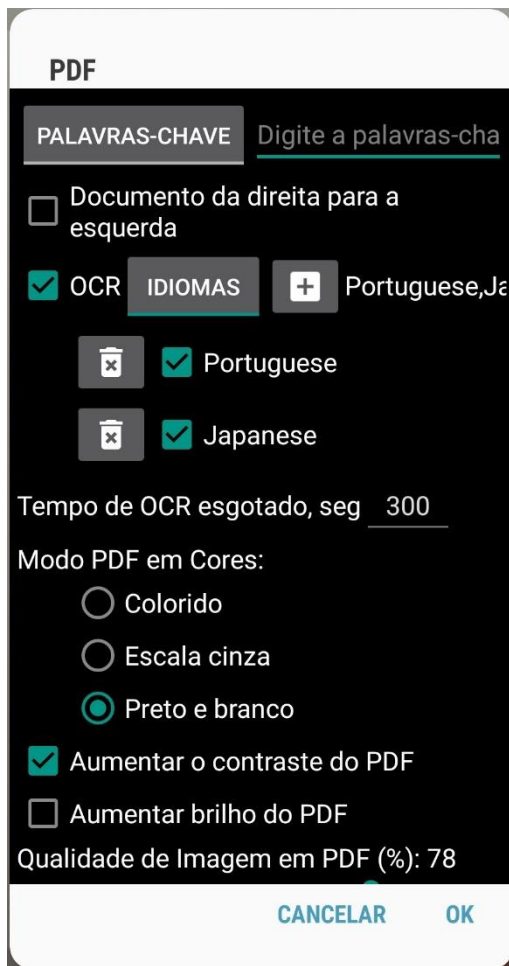 PDF
PALAVRAS-CHAVE Digite a palavras-cha
Documento da direita para a
esquerda
OCR IDIOMAS Portuguese,Ja
Portuguese
Japanese
Tempo de OCR esgotado, seg 300
Modo PDF em Cores:
Colorido
Escala cinza
Preto e branco
Aumentar o contraste do PDF
Aumentar brilho do PDF
Qualidade de Imagem em PDF (%): 78
CANCELAR OK